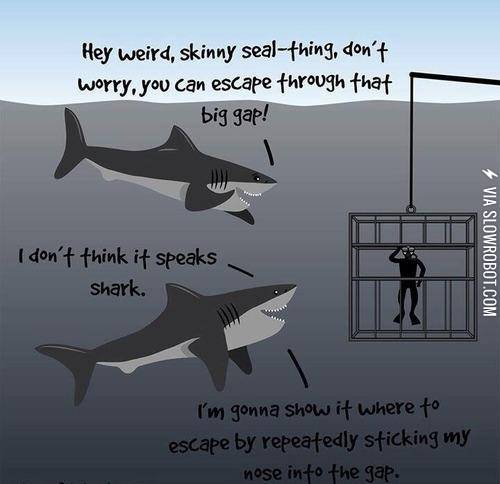 Hey weird, skinny seal-thing, don't
worry, you can escape through that
big gap!
I don't think it speaks
shark.
I'm gonna show it where to
escape by repeatedly sticking my
nose into the gap.
VIA SLOWROBOT.COM